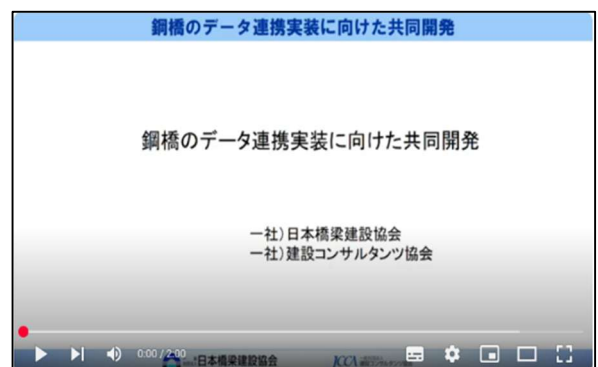 鋼橋のデータ連携実装に向けた共同開発
鋼橋のデータ連携実装に向けた共同開発
一社)日本橋梁建設協会
一社)建設コンサルタンツ協会
0:00 / 2:00
日本橋梁建設協会
JCCA